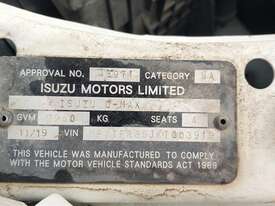 APPROVAL NO. CATEGORY NA
ISUZU MOTORS LIMITED
ISUZU D-MAX
GVM KG SEATS
11/19 VIN
THIS VEHICLE WAS MANUFACTURED TO COMPLY
WITH THE MOTOR VEHICLE STANDARDS ACT 1989